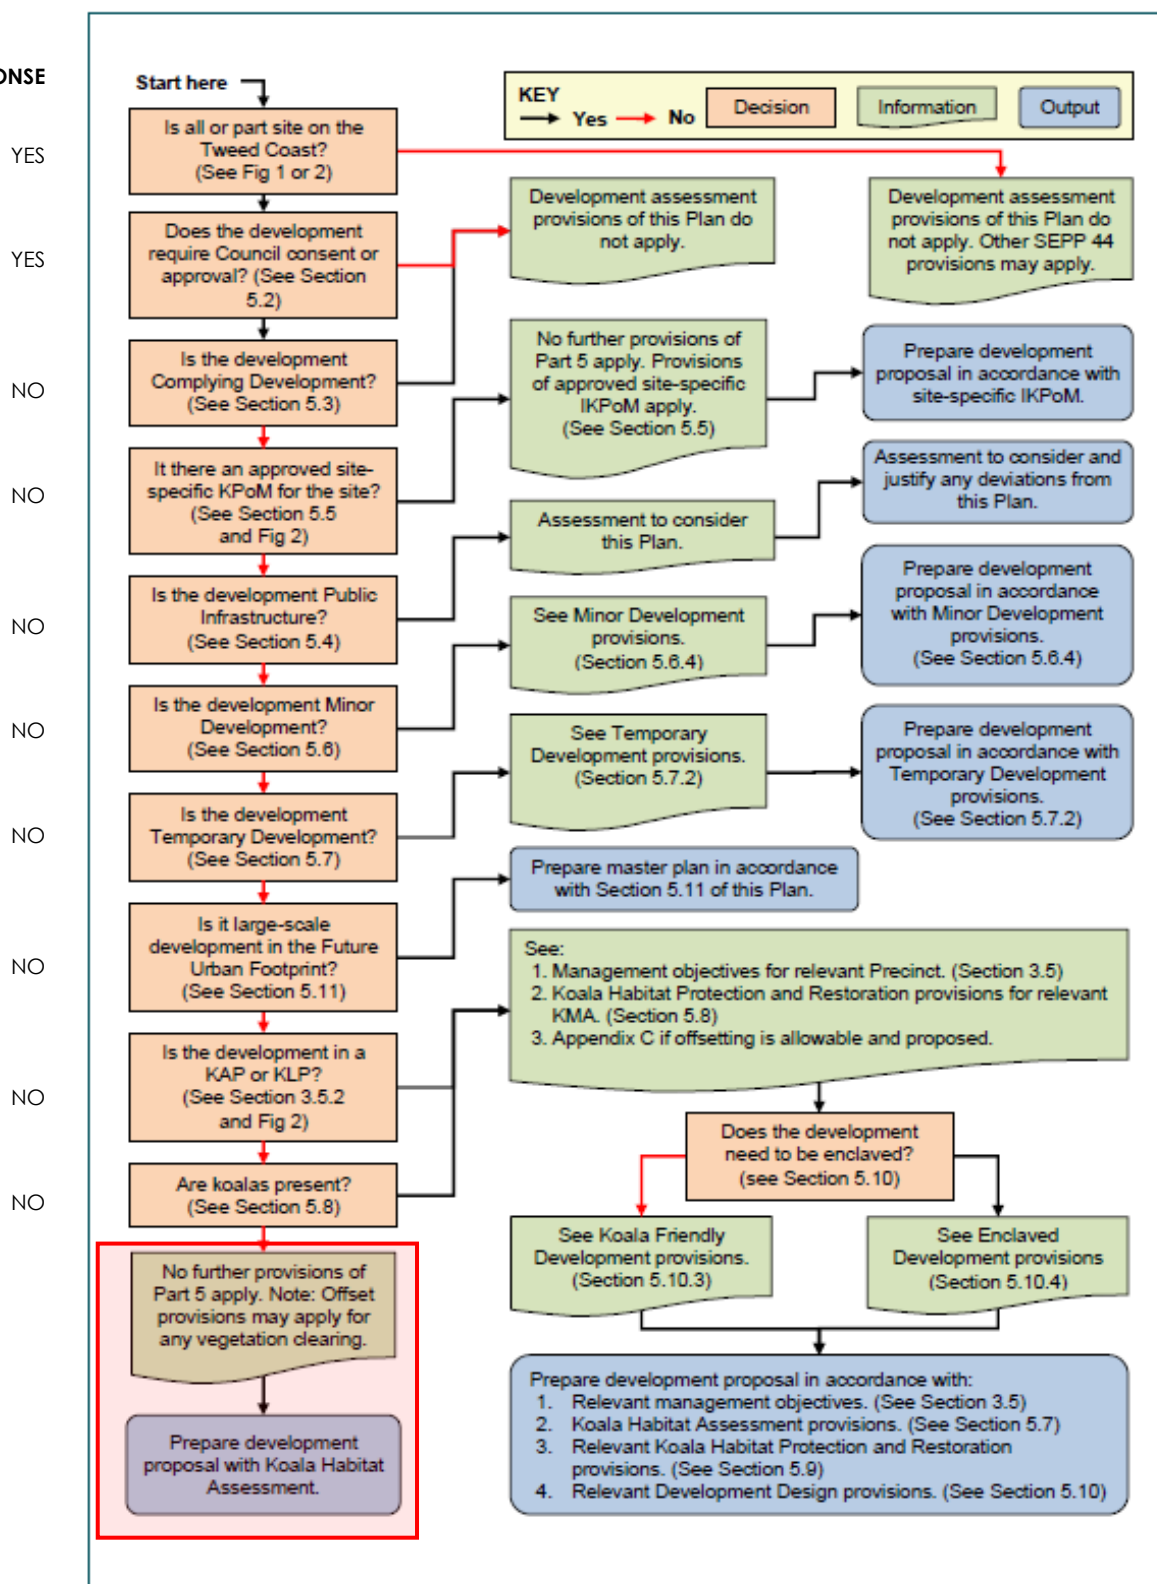 ONSE
YES
YES
NO
NO
NO
NO
NO
NO
NO
NO
Start here
KEY
Yes
No
Decision
Information
Output
Is all or part site on the
Tweed Coast?
(See Fig 1 or 2)
Does the development
require Council consent or
approval? (See Section
5.2)
Is the development
Complying Development?
(See Section 5.3)
It there an approved site-
specific KPoM for the site?
(See Section 5.5
and Fig 2)
Is the development Public
Infrastructure?
(See Section 5.4)
Is the development Minor
Development?
(See Section 5.6)
Is the development
Temporary Development?
(See Section 5.7)
Is it large-scale
development in the Future
Urban Footprint?
(See Section 5.11)
Is the development in a
KAP or KLP?
(See Section 3.5.2
and Fig 2)
Are koalas present?
(See Section 5.8)
No further provisions of
Part 5 apply. Note: Offset
provisions may apply for
any vegetation clearing.
Prepare development
proposal with Koala Habitat
Assessment.
Development assessment
provisions of this Plan do
not apply.
Development assessment
provisions of this Plan do
not apply. Other SEPP 44
provisions may apply.
No further provisions of
Part 5 apply. Provisions
of approved site-specific
IKPoM apply.
(See Section 5.5)
Prepare development
proposal in accordance with
site-specific IKPoM.
Assessment to consider
this Plan.
Assessment to consider and
justify any deviations from
this Plan.
See Minor Development
provisions.
(Section 5.6.4)
Prepare development
proposal in accordance
with Minor Development
provisions.
(See Section 5.6.4)
See Temporary
Development provisions.
(Section 5.7.2)
Prepare development
proposal in accordance with
Temporary Development
provisions.
(See Section 5.7.2)
Prepare master plan in accordance
with Section 5.11 of this Plan.
See:
1. Management objectives for relevant Precinct. (Section 3.5)
2. Koala Habitat Protection and Restoration provisions for relevant
KMA. (Section 5.8)
3. Appendix C if offsetting is allowable and proposed.
Does the development
need to be enclaved?
(see Section 5.10)
See Koala Friendly
Development provisions.
(Section 5.10.3)
See Enclaved
Development provisions
(Section 5.10.4)
Prepare development proposal in accordance with:
1. Relevant management objectives. (See Section 3.5)
2. Koala Habitat Assessment provisions. (See Section 5.7)
3. Relevant Koala Habitat Protection and Restoration
provisions. (See Section 5.9)
4. Relevant Development Design provisions. (See Section 5.10)